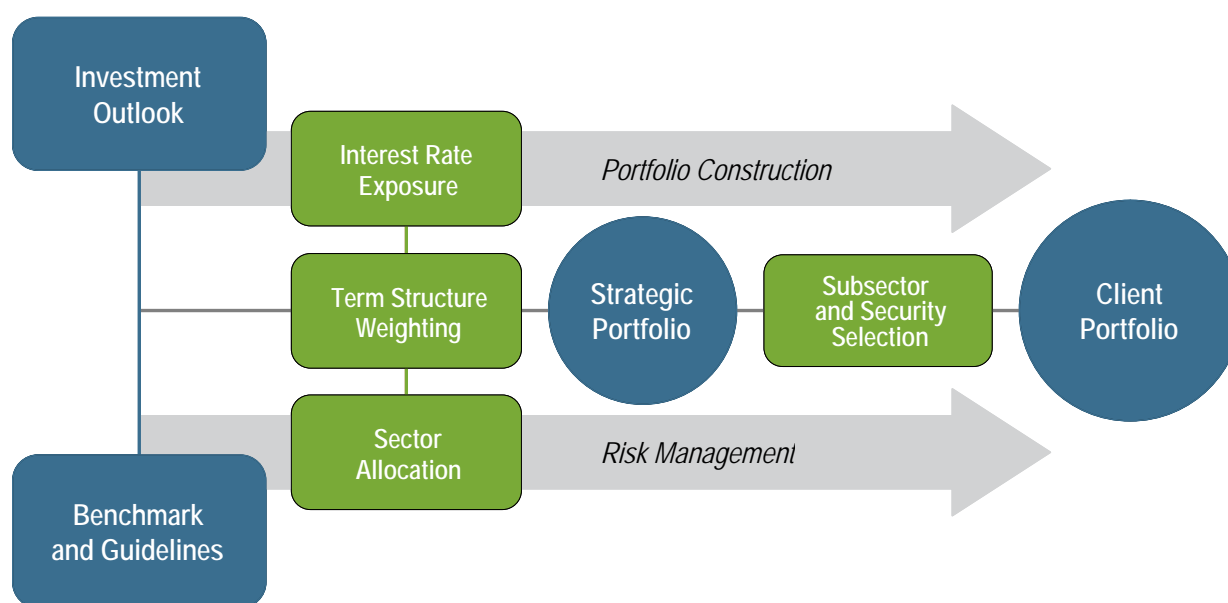 Investment
Outlook
Interest Rate
Exposure
Portfolio Construction
Term Structure
Weighting
Strategic
Portfolio
Subsector
and Security
Selection
Client
Portfolio
Sector
Allocation
Risk Management
Benchmark
and Guidelines